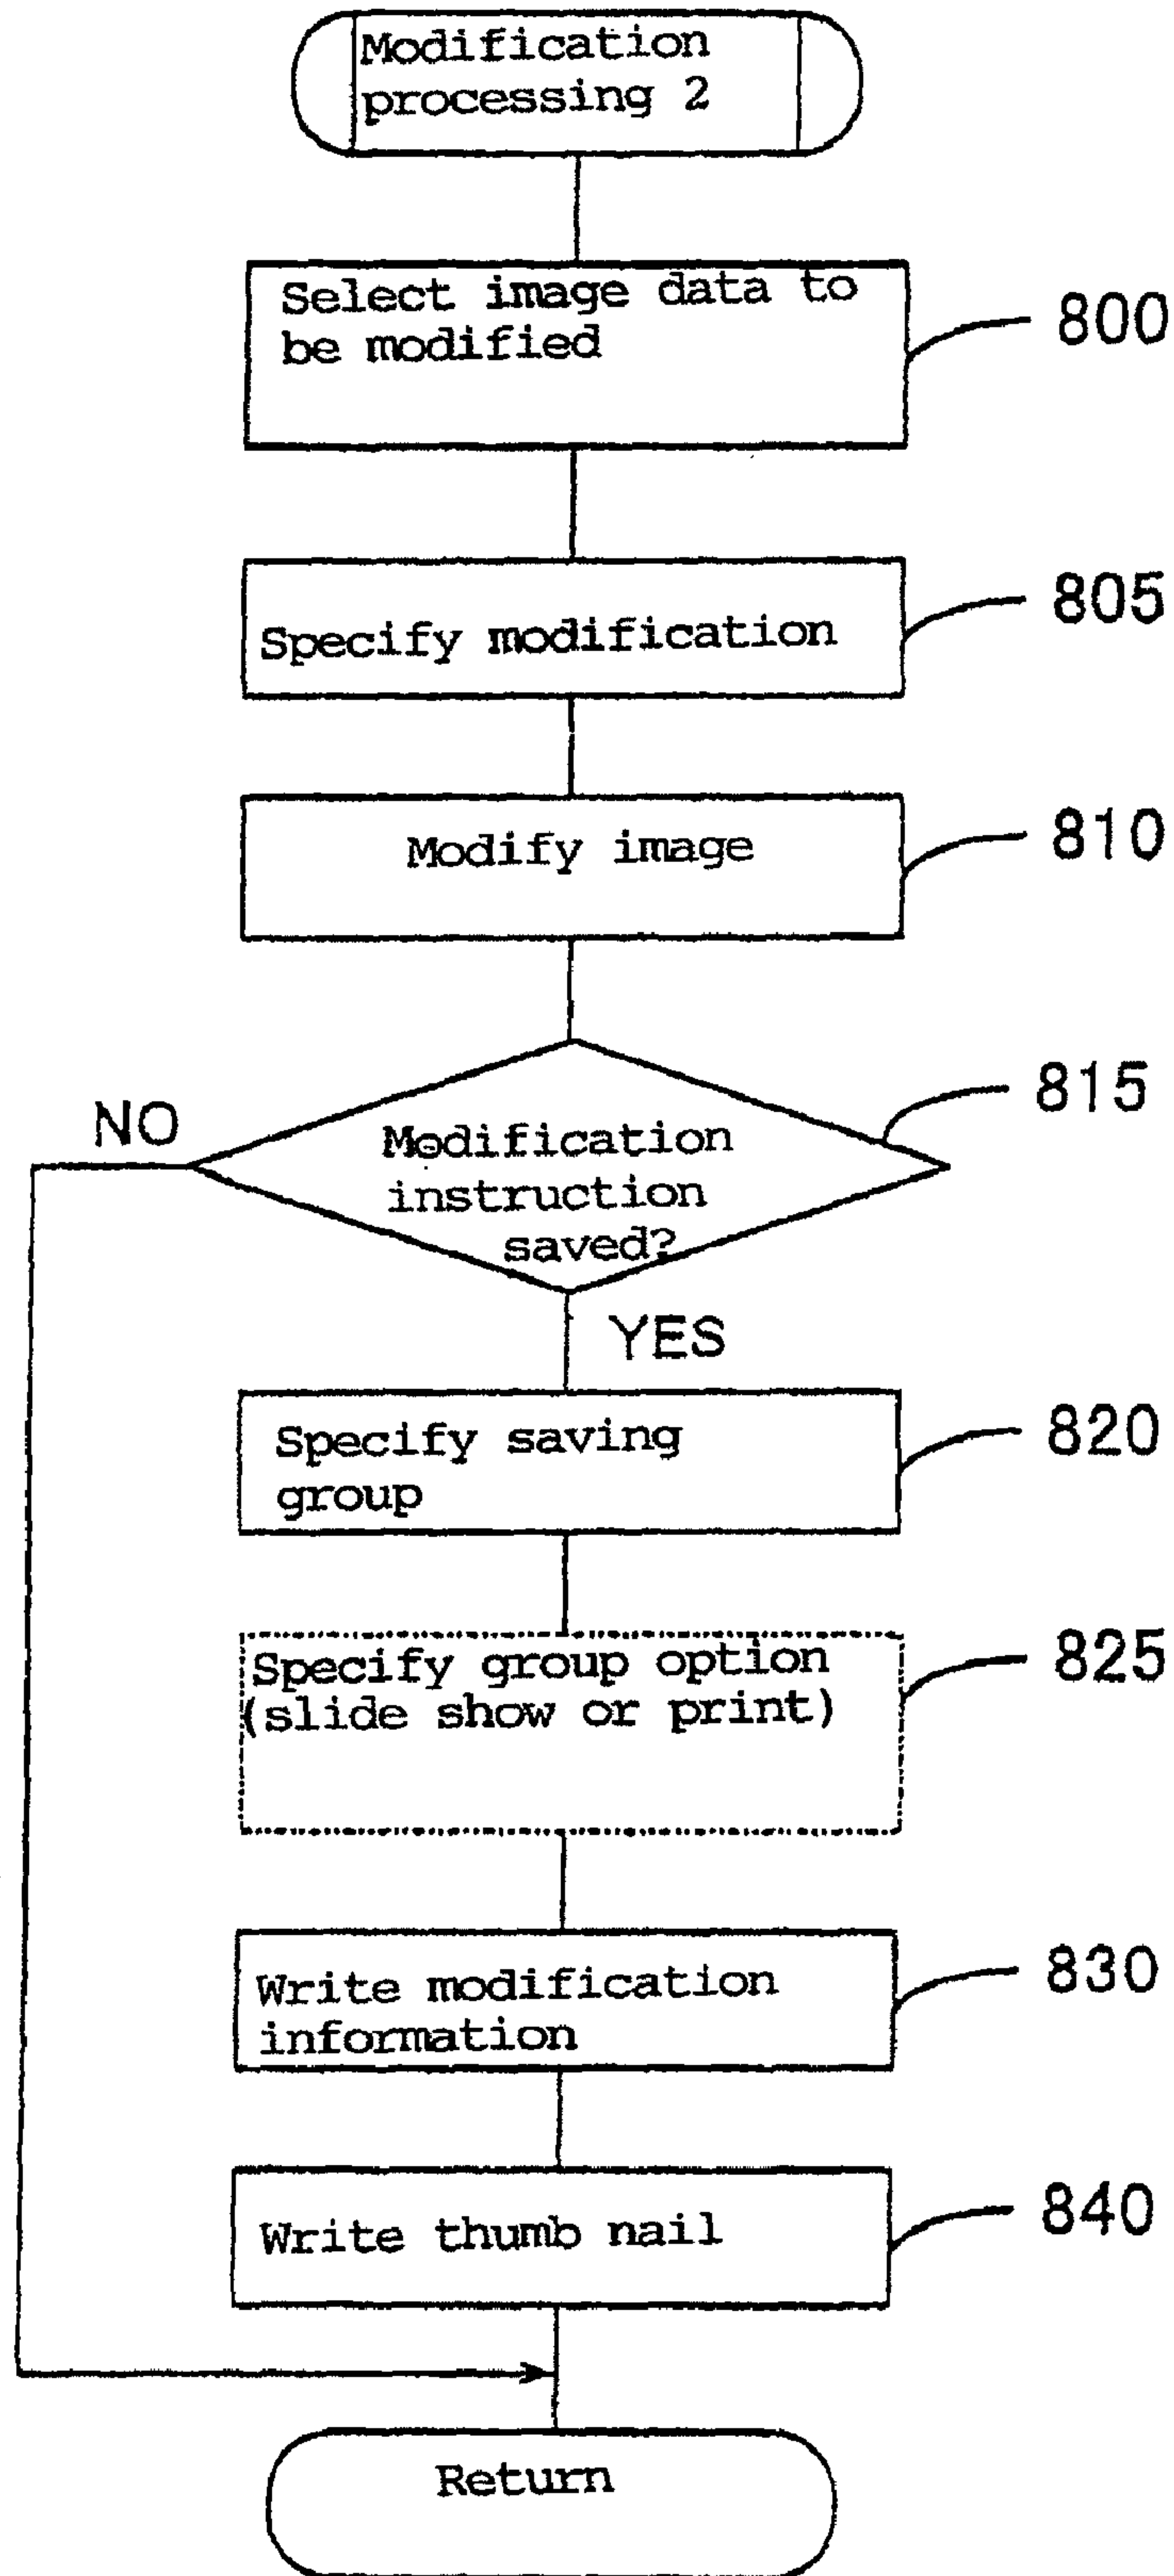 Modification
processing 2
Select image data to
be modified
800
Specify modification
805
Modify image
810
NO
Modification
instruction
saved?
815
YES
Specify saving
group
820
Specify group option
(slide show or print)
825
Write modification
information
830
Write thumb nail
840
Return